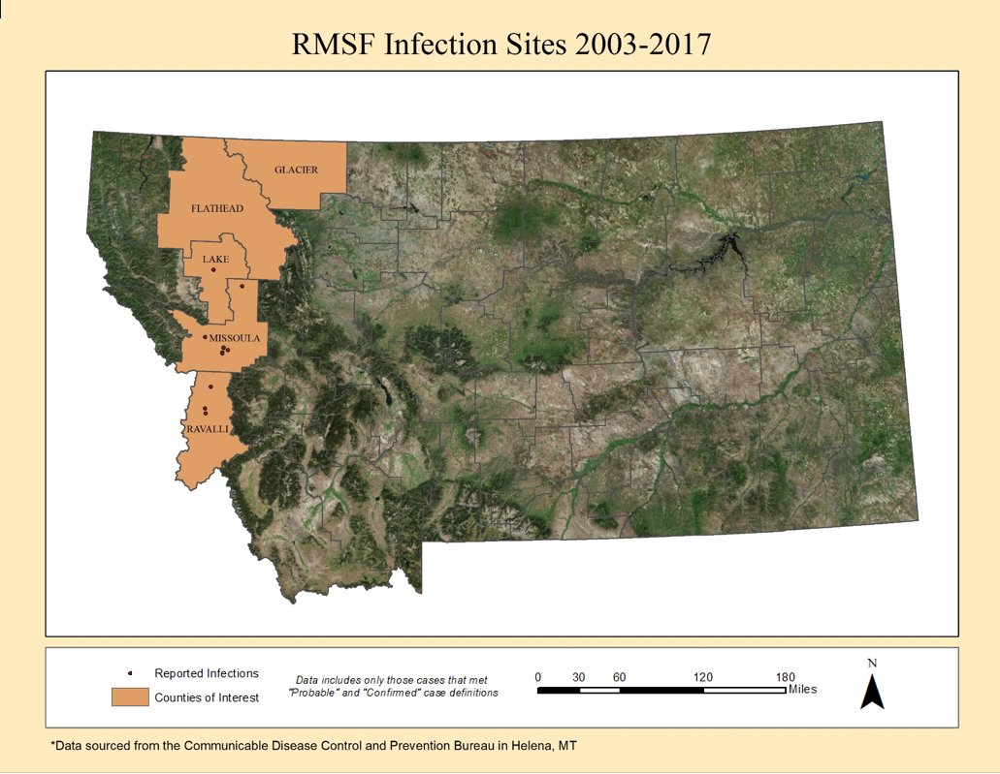 RMSF Infection Sites 2003-2017
GLACIER
FLATHEAD
LAKE
MISSOULA
RAVALLI
Reported Infections
Counties of Interest
Data includes only those cases that met
"Probable" and "Confirmed" case definitions
0 30 60 120 180
Miles
N
*Data sourced from the Communicable Disease Control and Prevention Bureau in Helena, MT